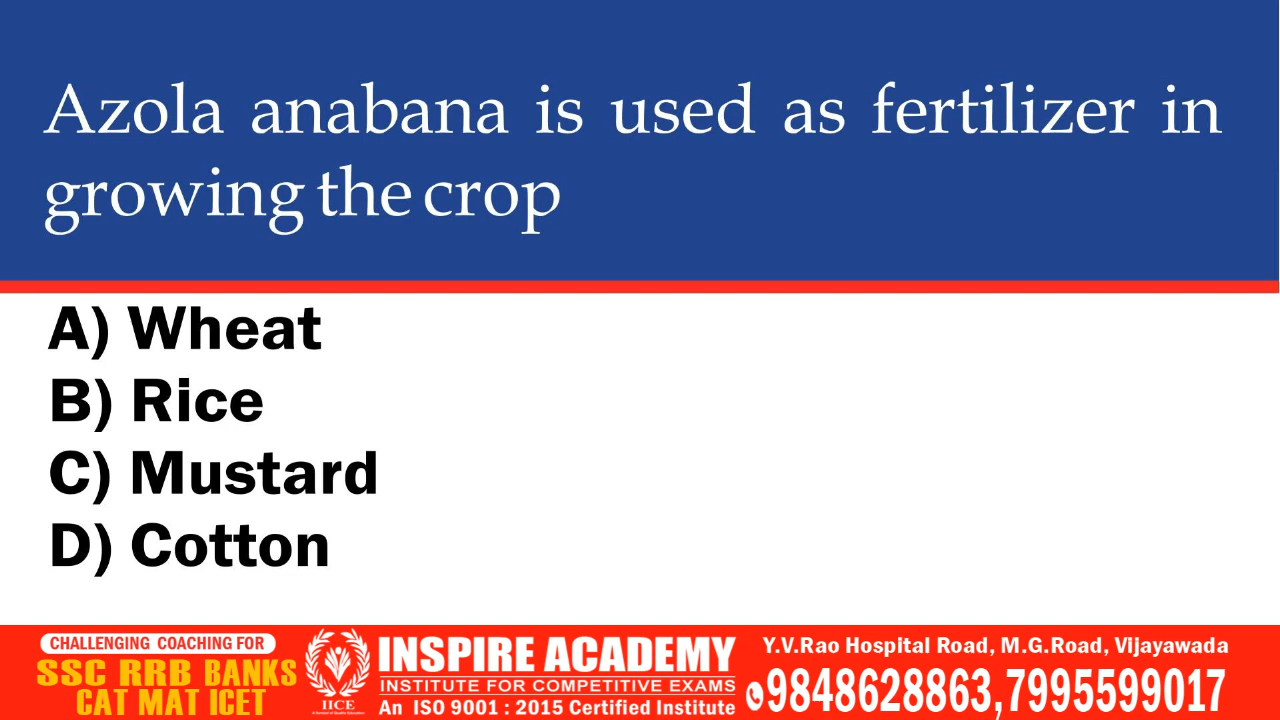 Azola anabana is used as fertilizer in
growing the crop
A) Wheat
B) Rice
C) Mustard
D) Cotton
CHALLENGING COACHING FOR
SSC RRB BANKS
CAT MAT ICET
IICE
INSPIRE ACADEMY
INSTITUTE FOR COMPETITIVE EXAMS
An ISO 9001 : 2015 Certified Institute
Y.V.Rao Hospital Road, M.G.Road, Vijayawada
9848628863,7995599017